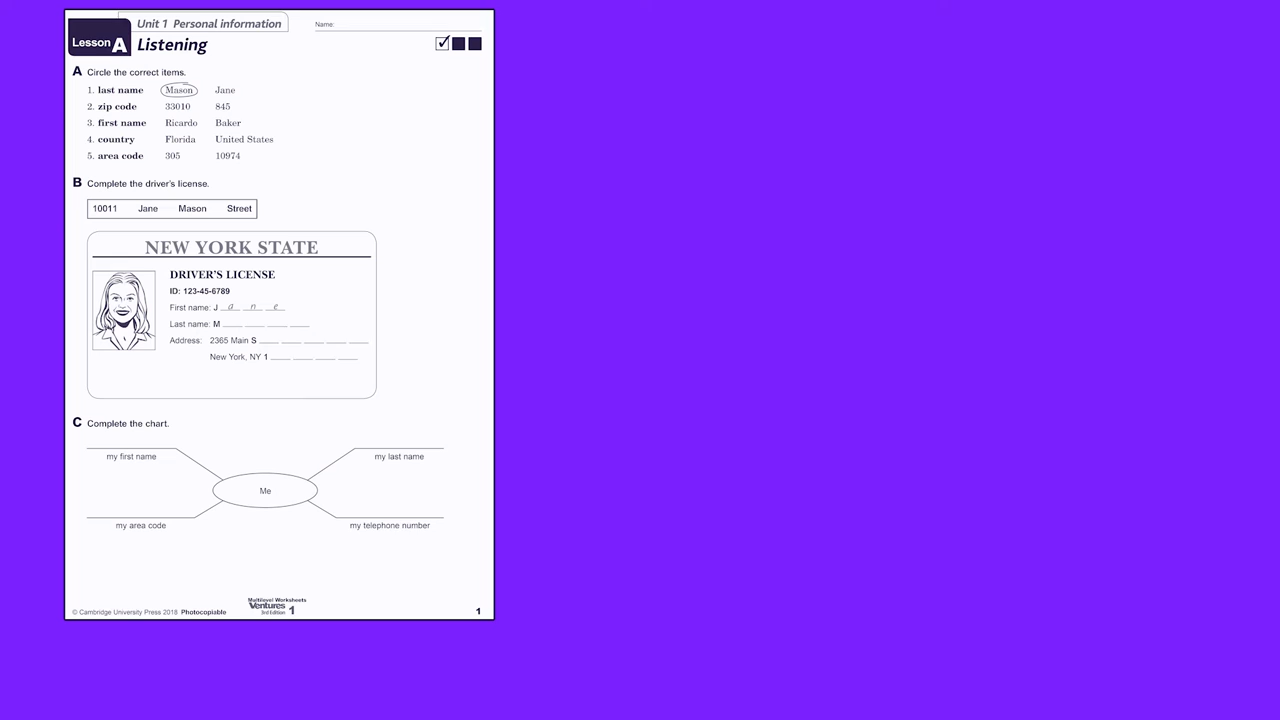 Unit 1 Personal information
Name:
Lesson A
Listening
A Circle the correct items.
1. last name Mason Jane
2. zip code 33010 845
3. first name Ricardo Baker
4. country Florida United States
5. area code 305 10974
B Complete the driver's license.
10011 Jane Mason Street
NEW YORK STATE
DRIVER'S LICENSE
ID: 123-45-6789
First name: J a n e
Last name: M
Address: 2365 Main S
New York, NY 1
C Complete the chart.
my first name my last name
Me
my area code my telephone number
Multilevel Worksheets
Ventures 1
3rd Edition
© Cambridge University Press 2018 Photocopiable
1